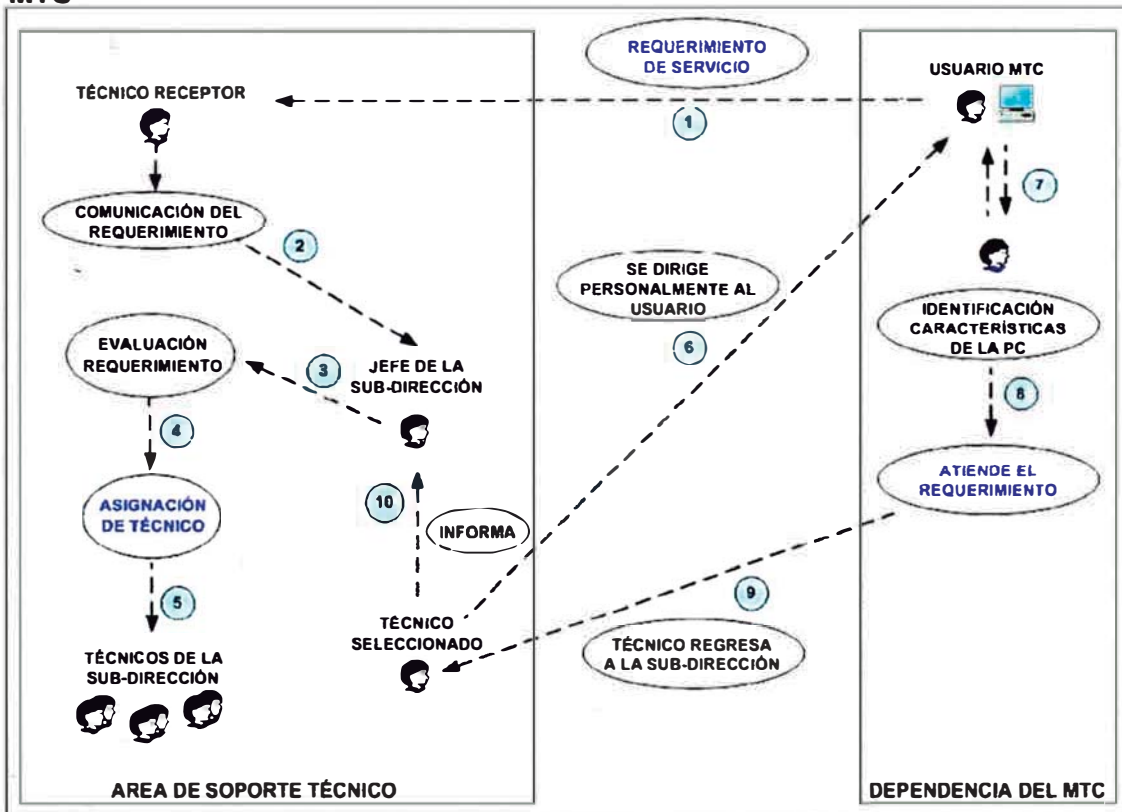 MTC
REQUERIMIENTO
DE SERVICIO
USUARIO MTC
TÉCNICO RECEPTOR
1
7
COMUNICACIÓN DEL
REQUERIMIENTO
2
SE DIRIGE
PERSONALMENTE AL
USUARIO
6
IDENTIFICACIÓN
CARACTERÍSTICAS
DE LA PC
EVALUACIÓN
REQUERIMIENTO
3
JEFE DE LA
SUB-DIRECCIÓN
8
4
ATIENDE EL
REQUERIMIENTO
ASIGNACIÓN
DE TÉCNICO
10
INFORMA
5
9
TÉCNICO
SELECCIONADO
TÉCNICO REGRESA
A LA SUB-DIRECCIÓN
TÉCNICOS DE LA
SUB-DIRECCIÓN
AREA DE SOPORTE TÉCNICO
DEPENDENCIA DEL MTC